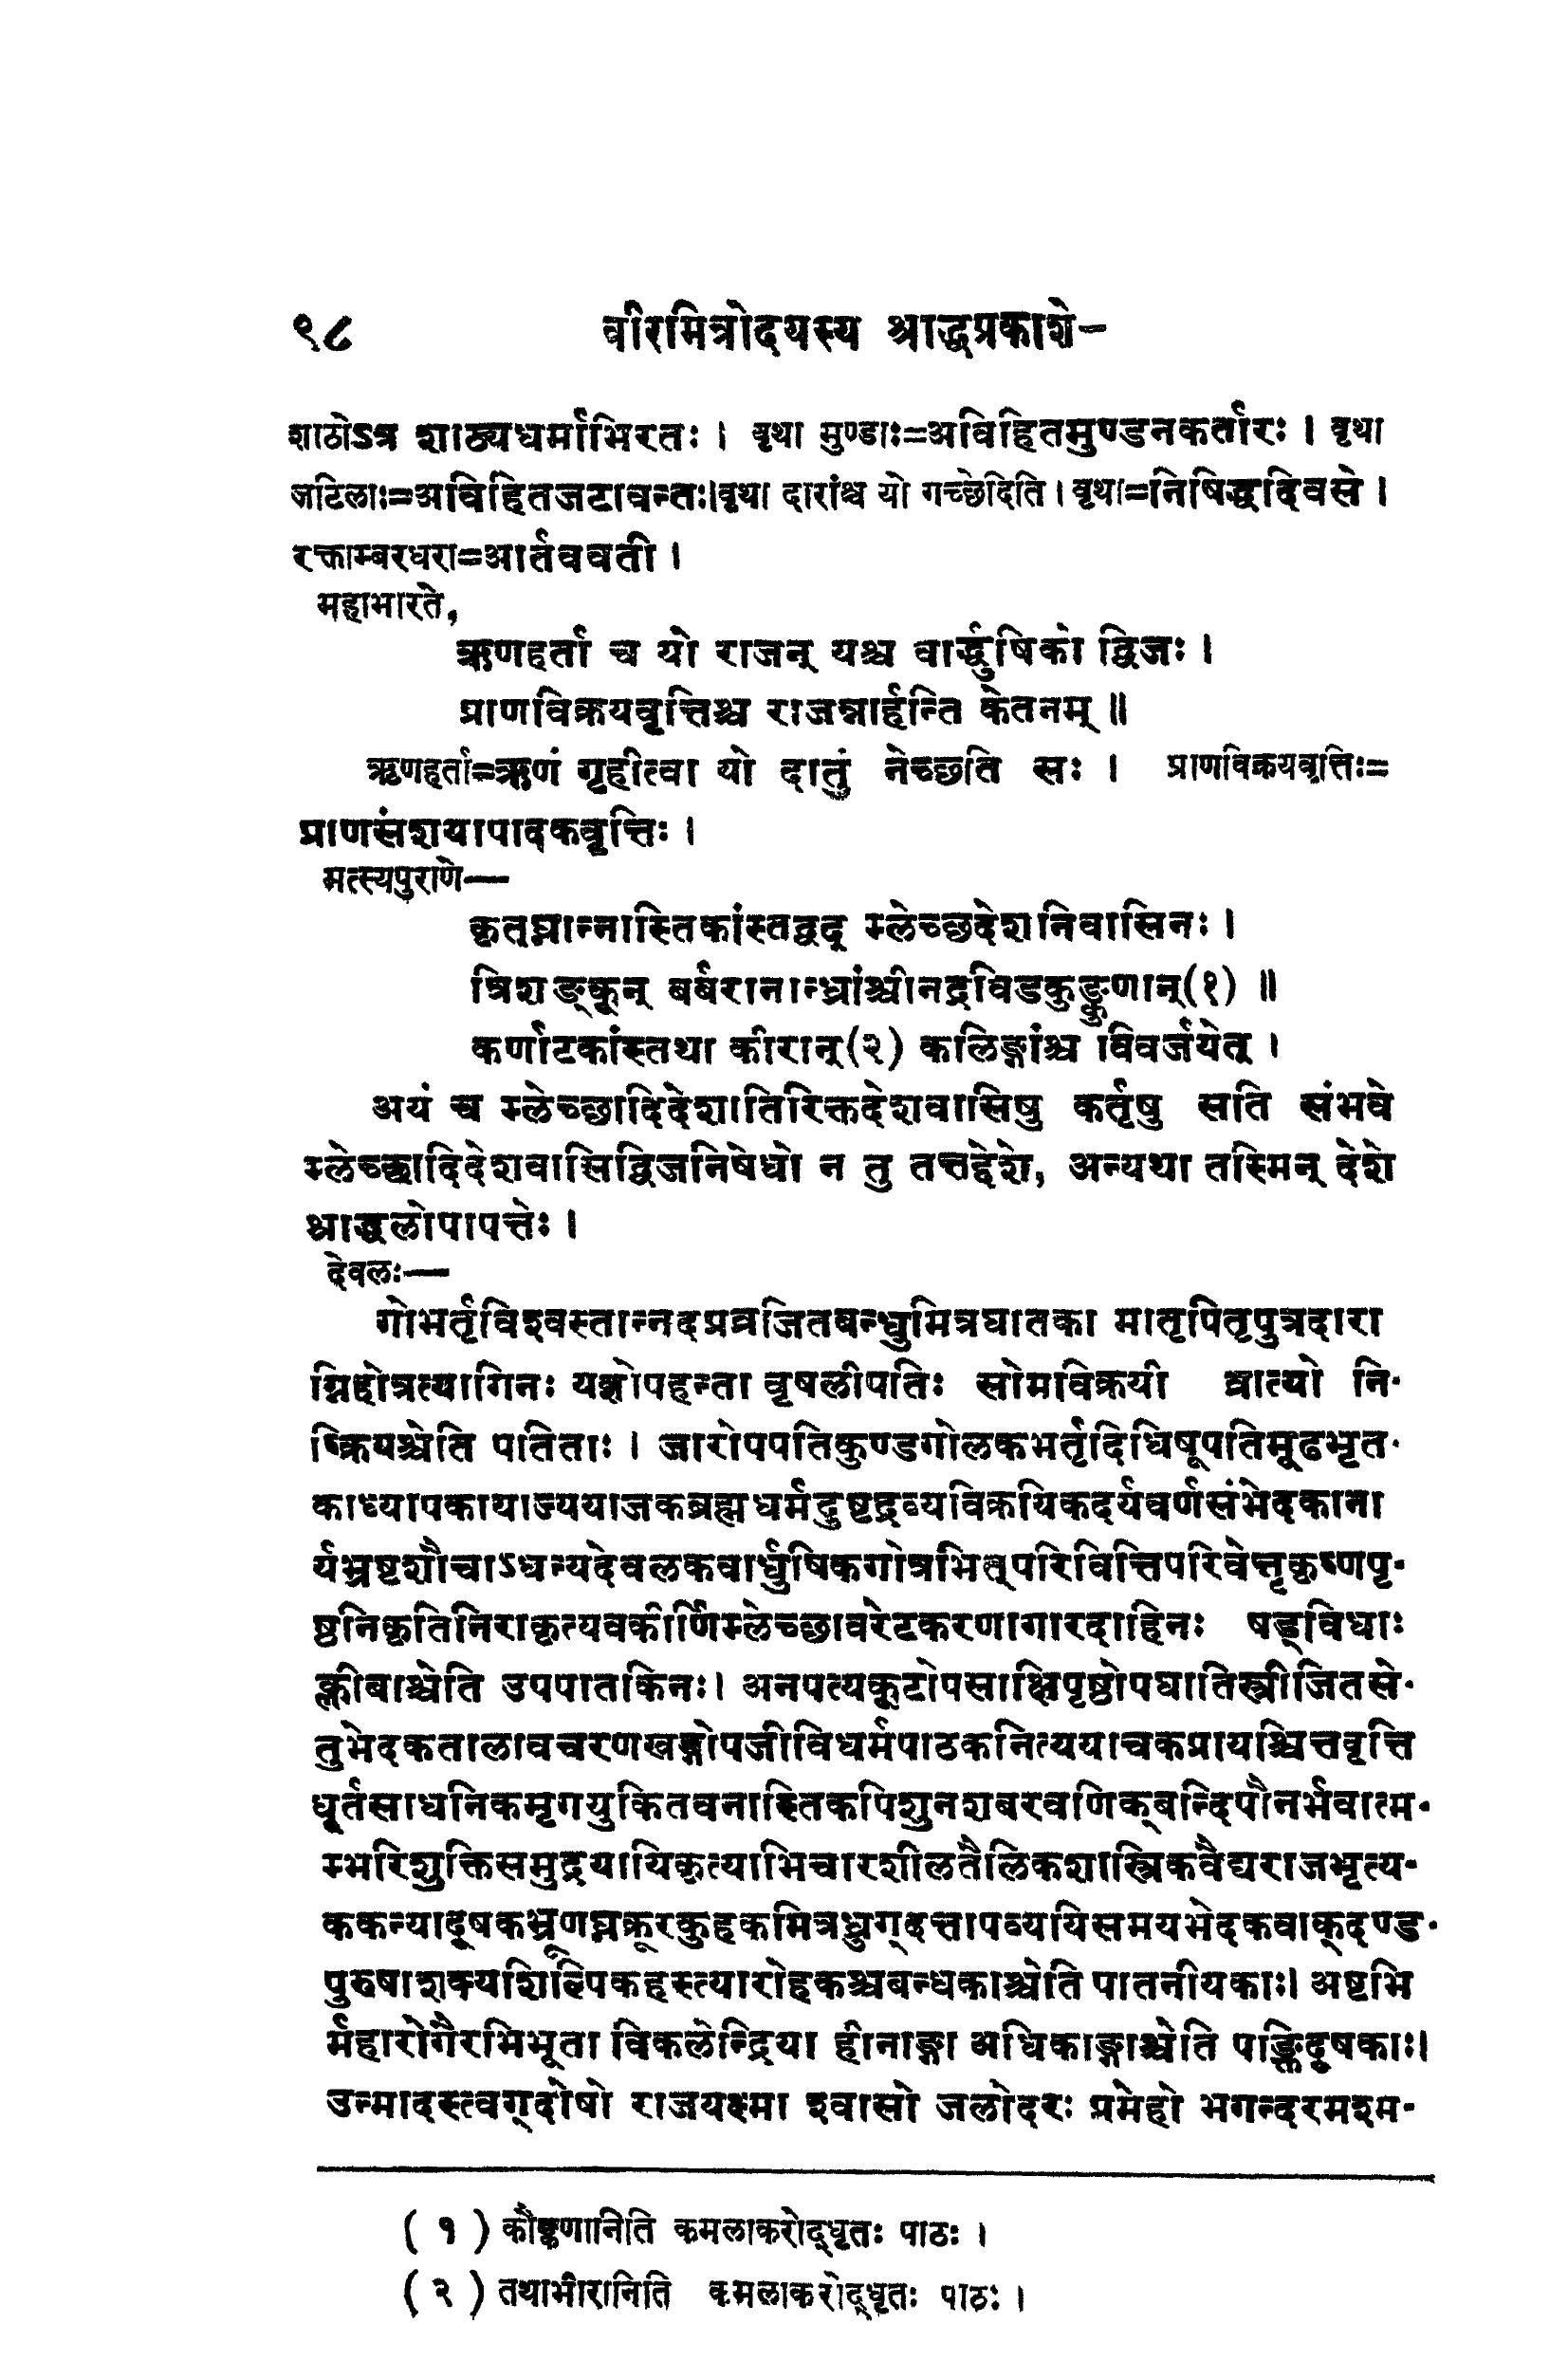 ९८ वीरमित्रोदयस्य श्राद्धप्रकाशे-
शाठोऽत्र शाठ्यधर्माभिरतः । वृथा मुण्डाः=अविहितमुण्डनकर्तारः । वृथा
जटिलाः=अविहितजटावन्तः।वृथा दारांश्च यो गच्छेदिति । वृथा=निषिद्धदिवसे ।
रक्ताम्बरधरा=आर्तववती ।
महाभारते,
ऋणहर्ता च यो राजन् यश्च वार्द्धुषिको द्विजः ।
प्राणविक्रयवृत्तिश्च राजन्नार्हन्ति केतनम् ॥
ऋणहर्ता=ऋणं गृहीत्वा यो दातुं नेच्छति सः । प्राणविक्रयवृत्तिः=
प्राणसंशयापादकवृत्तिः ।
मत्स्यपुराणे—
कृतघ्नान्नास्तिकांस्तद्वद् म्लेच्छदेशनिवासिनः ।
त्रिशङ्कून् बर्बरानान्ध्रांश्चीनद्रविडकुङ्कुणान्(१) ॥
कर्णाटकांस्तथा कीरान्(२) कलिङ्गांश्च विवर्जयेत् ।
अयं च म्लेच्छादिदेशातिरिक्तदेशवासिषु कर्तृषु सति संभवे
म्लेच्छादिदेशवासिद्विजनिषेधो न तु तत्तद्देशे, अन्यथा तस्मिन् देशे
श्राद्धलोपापत्तेः ।
देवलः—
गोभर्तृविश्वस्तान्नदप्रव्रजितबन्धुमित्रघातका मातृपितृपुत्रदारा
ग्निहोत्रत्यागिनः यज्ञोपहन्ता वृषलीपतिः सोमविक्रयी व्रात्यो नि-
ष्क्रियश्चेति पतिताः । जारोपपतिकुण्डगोलकभर्तृदिधिषूपतिमूढभृत-
काध्यापकायाज्ययाजकब्रह्मधर्मदुष्टद्रव्यविक्रयिकदर्यवर्णसंभेदकाना
र्यभ्रष्टशौचाऽधन्यदेवलकवार्धुषिकगोत्रभित्परिवित्तिपरिवेत्तृकृष्णपृ-
ष्ठनिकृतिनिराकृत्यवकीर्णिम्लेच्छावरेटकरणागारदाहिनः षड्विधाः
क्लीबाश्चेति उपपातकिनः। अनपत्यकूटोपसाक्षिपृष्ठोपघातिस्त्रीजितसे-
तुभेदकतालावचरणखड्गोपजीविधर्मपाठकनित्ययाचकप्रायश्चित्तवृत्ति
धूर्तसाधनिकमृगयुकितवनास्तिकपिशुनशबरवणिक्बन्दिपौनर्भवात्म-
म्भरिशुक्तिसमुद्रयायिकृत्याभिचारशीलतैलिकशास्त्रिकवैद्यराजभृत्य-
ककन्यादूषकभ्रूणघ्नक्रूरकुहकमित्रध्रुग्दत्तापव्ययिसमयभेदकवाक्दण्ड-
पुरुषाशक्यशिल्पिकहस्त्यारोहकश्चबन्धकाश्चेति पातनीयकाः। अष्टभि
र्महारोगैरभिभूता विकलेन्द्रिया हीनाङ्गा अधिकाङ्गाश्चेति पङ्क्तिदूषकाः।
उन्मादस्त्वग्दोषो राजयक्ष्मा श्वासो जलोदरः प्रमेहो भगन्दरमश्म-
( १ ) कौङ्कणानिति कमलाकरोद्धृतः पाठः ।
( २ ) तथाभीरानिति कमलाकरोद्धृतः पाठः ।